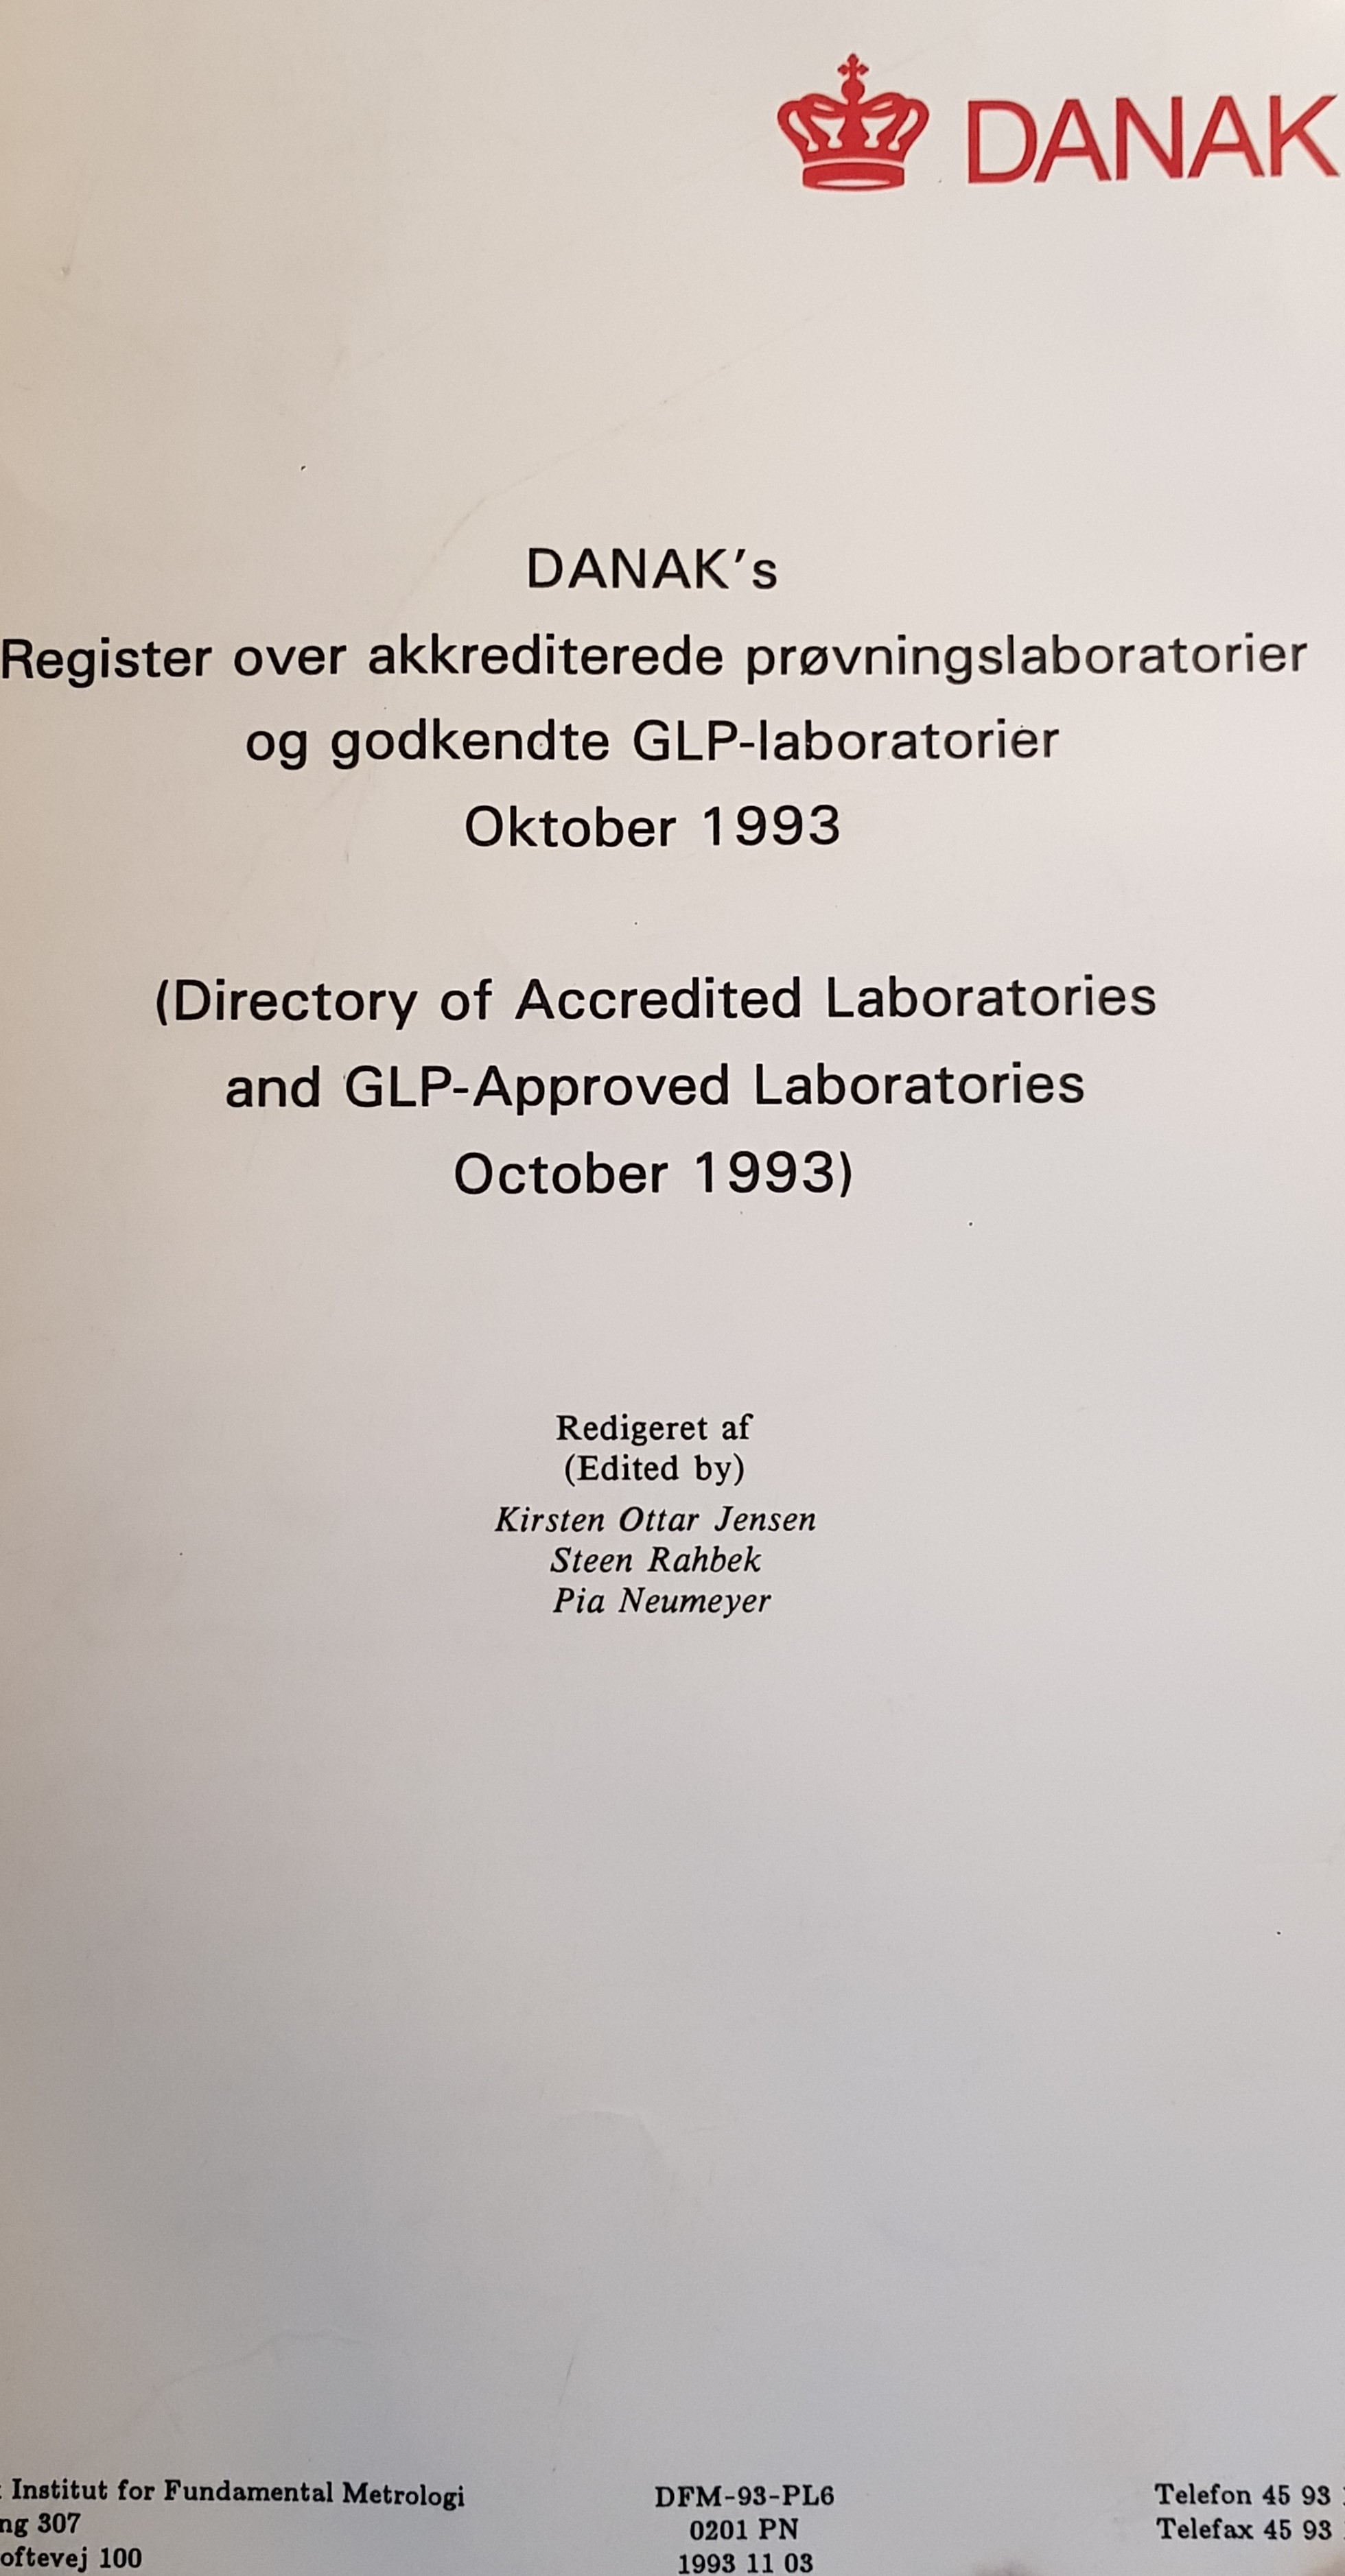 DANAK
DANAK's
Register over akkrediterede prøvningslaboratorier
og godkendte GLP-laboratorier
Oktober 1993
(Directory of Accredited Laboratories
and GLP-Approved Laboratories
October 1993)
Redigeret af
(Edited by)
Kirsten Ottar Jensen
Steen Rahbek
Pia Neumeyer
Institut for Fundamental Metrologi
307
100
DFM-93-PL6
0201 PN
1993 11 03
Telefon 45 93
Telefax 45 93